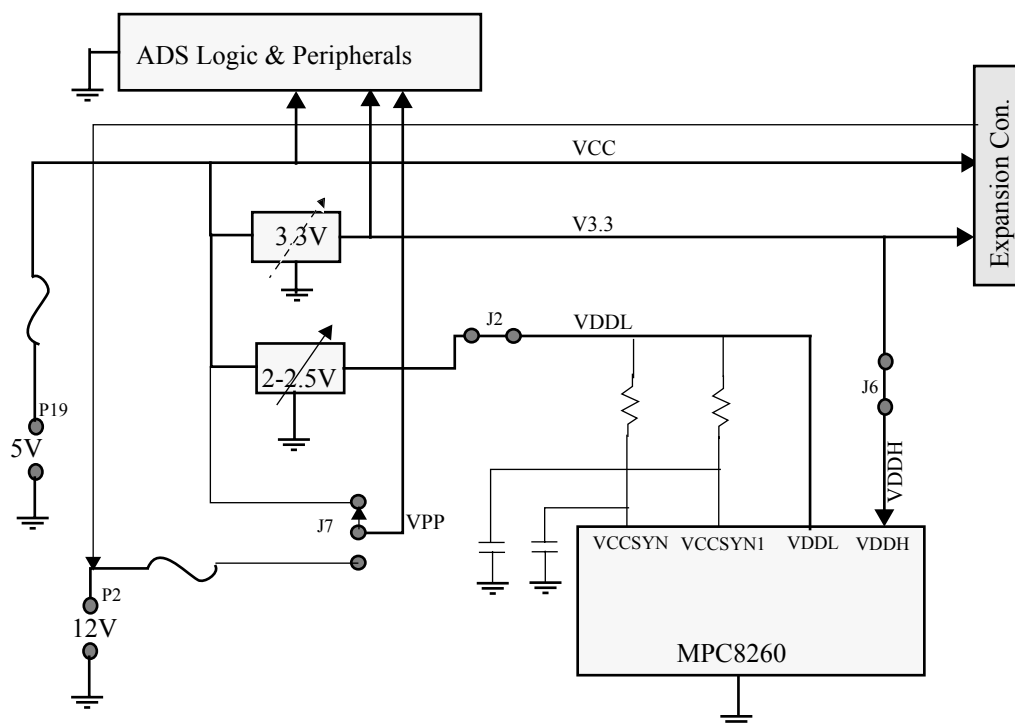 ADS Logic & Peripherals
Expansion Con.
VCC
V3.3
3.3V
J2
VDDL
2-2.5V
J6
P19
5V
VDDH
J7
VPP
VCCSYN
VCCSYN1
VDDL
VDDH
P2
12V
MPC8260